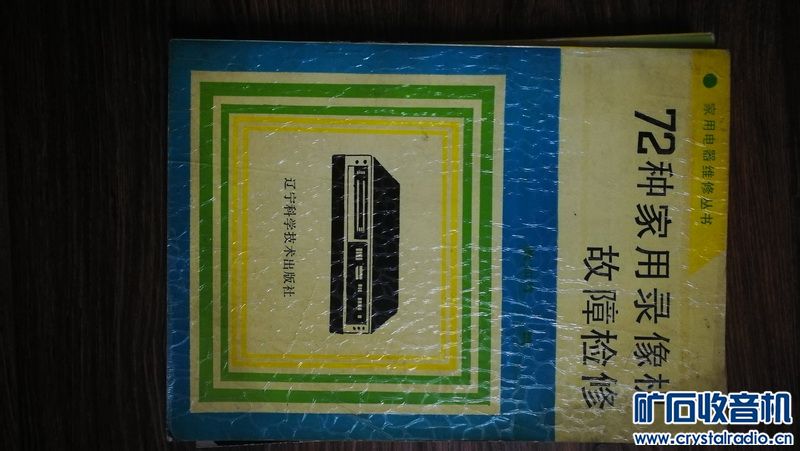 家用电器维修丛书
72种家用录像机
故障检修
辽宁科学技术出版社
矿石收音机
www.crystalradio.cn